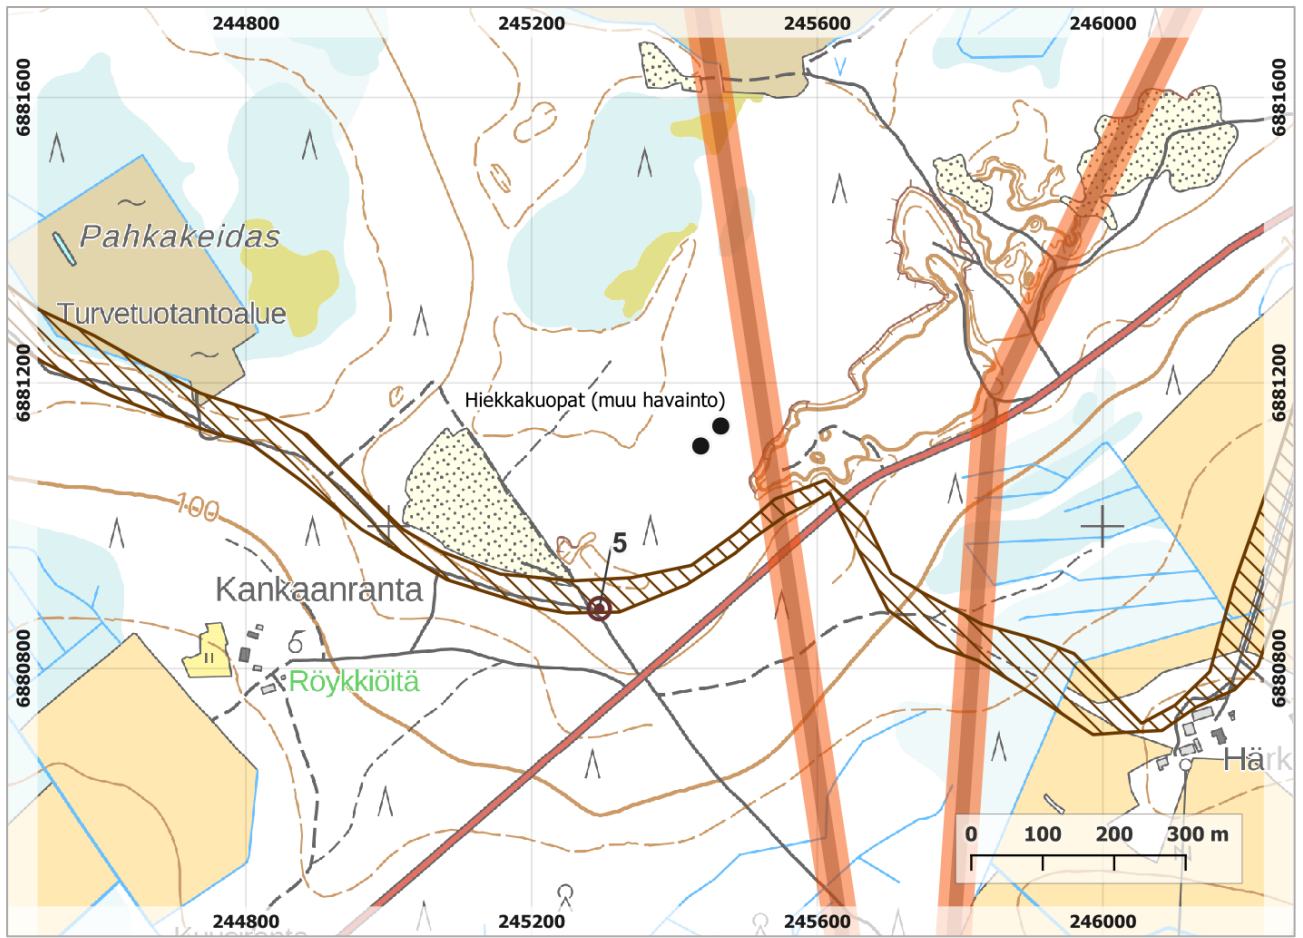 244800 245200 245600 246000
6881600 6881600
Pahkakeidas
Turvetuotantoalue
6881200 6881200
Hiekkakuopat (muu havainto)
100
5
Kankaanranta
Röykkiöitä
6880800 6880800
Härk
0 100 200 300 m
244800 245200 245600 246000